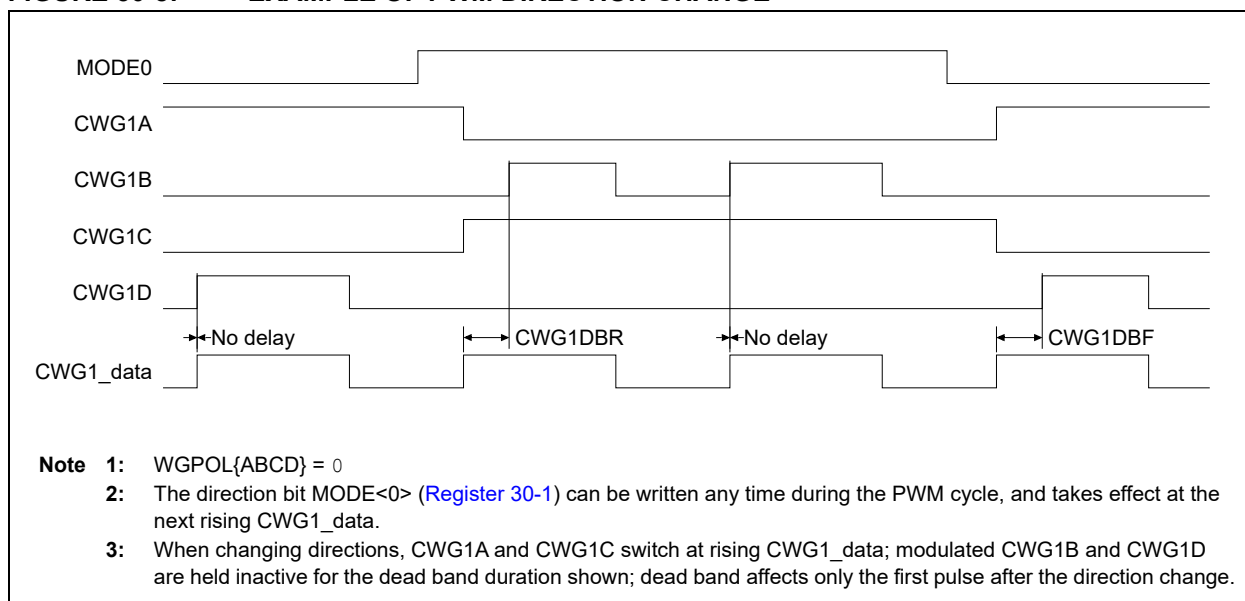 MODE0
CWG1A
CWG1B
CWG1C
CWG1D
No delay CWG1DBR No delay CWG1DBF
CWG1_data
Note 1: WGPOL{ABCD} = 0
2: The direction bit MODE<0> (Register 30-1) can be written any time during the PWM cycle, and takes effect at the
next rising CWG1_data.
3: When changing directions, CWG1A and CWG1C switch at rising CWG1_data; modulated CWG1B and CWG1D
are held inactive for the dead band duration shown; dead band affects only the first pulse after the direction change.